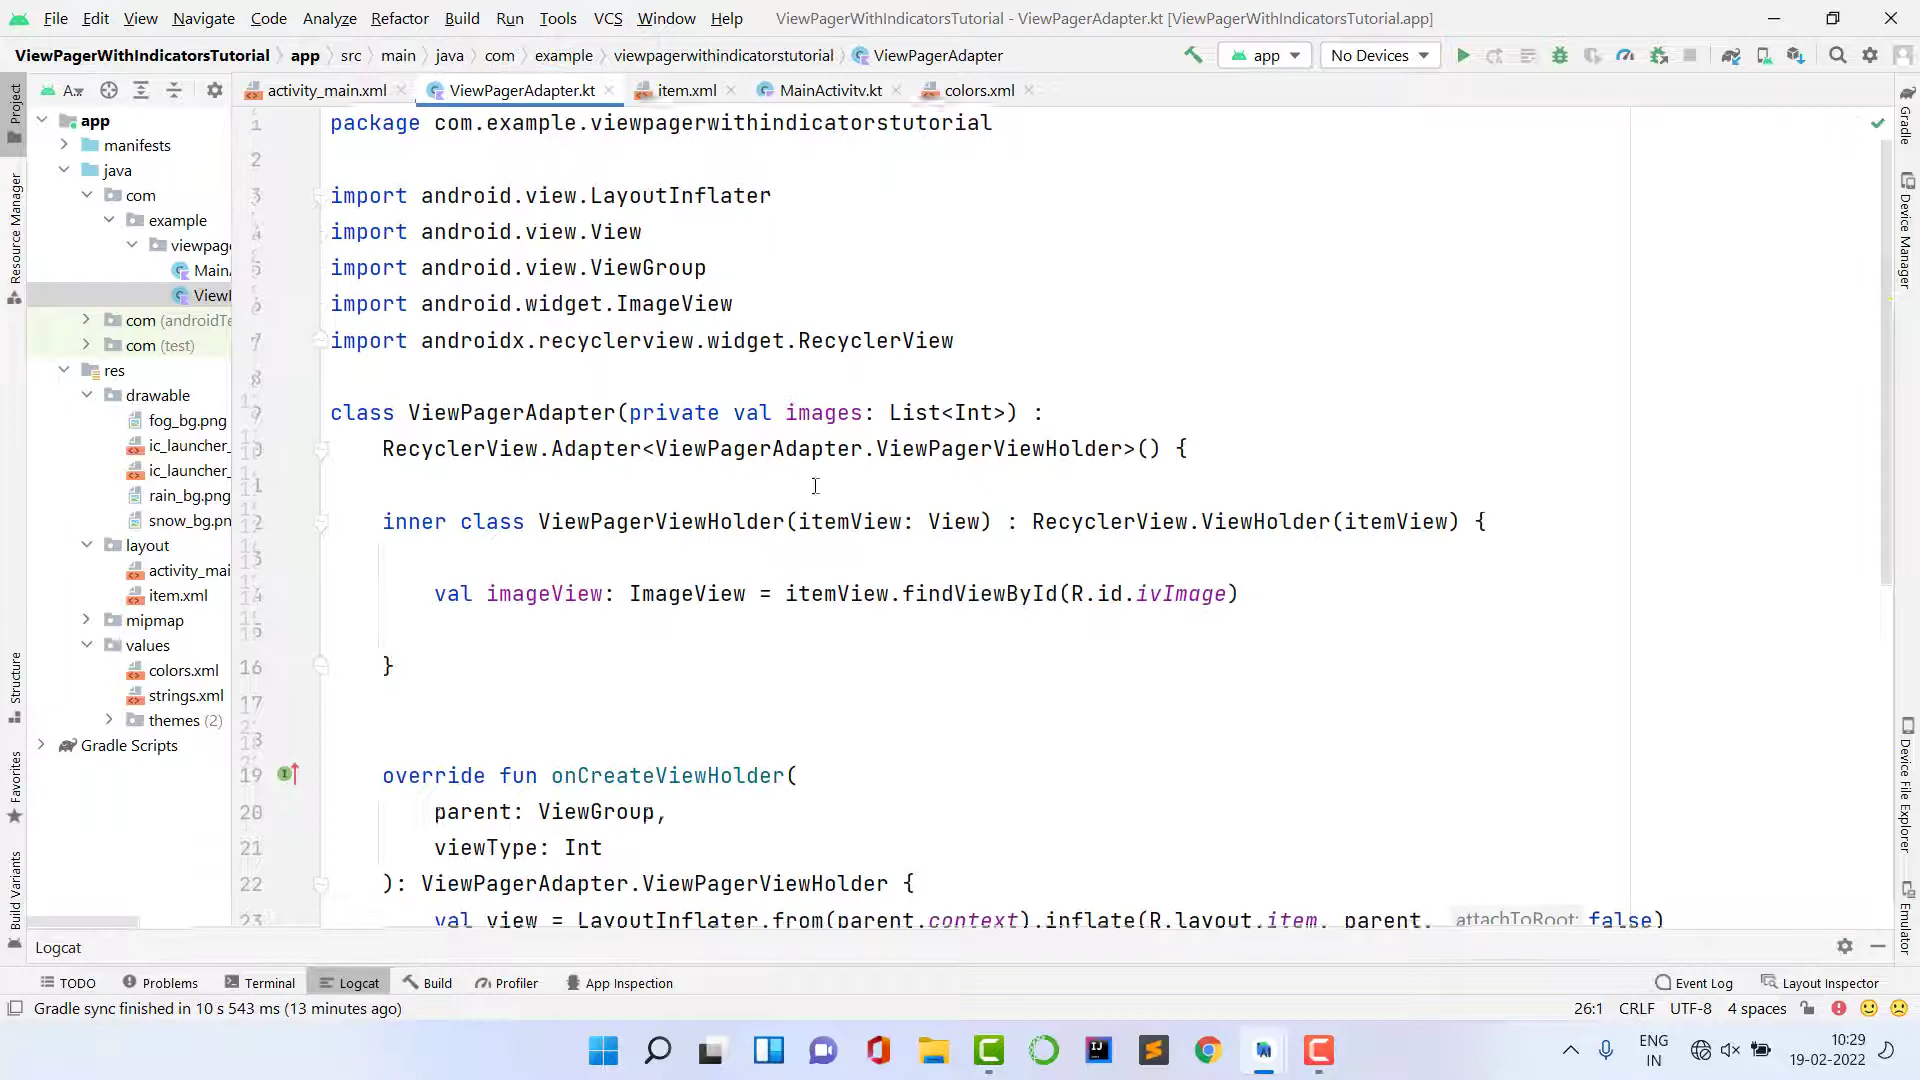 File Edit View Navigate Code Analyze Refactor Build Run Tools VCS Window Help ViewPagerWithIndicatorsTutorial - ViewPagerAdapter.kt [ViewPagerWithIndicatorsTutorial.app]
ViewPagerWithIndicatorsTutorial app src main java com example viewpagerwithindicatorstutorial ViewPagerAdapter app No Devices
A... activity_main.xml ViewPagerAdapter.kt item.xml MainActivity.kt colors.xml
Project
Resource Manager
Structure
Favorites
Build Variants
app
manifests
java
com
example
viewpage
Main
View
com (androidTe
com (test)
res
drawable
fog_bg.png
ic_launcher_
ic_launcher_
rain_bg.png
snow_bg.pn
layout
activity_mai
item.xml
mipmap
values
colors.xml
strings.xml
themes (2)
Gradle Scripts
1 package com.example.viewpagerwithindicatorstutorial
2
3 import android.view.LayoutInflater
4 import android.view.View
5 import android.view.ViewGroup
6 import android.widget.ImageView
7 import androidx.recyclerview.widget.RecyclerView
8
9 class ViewPagerAdapter(private val images: List<Int>) :
10 RecyclerView.Adapter<ViewPagerAdapter.ViewPagerViewHolder>() {
11
12 inner class ViewPagerViewHolder(itemView: View) : RecyclerView.ViewHolder(itemView) {
13
14 val imageView: ImageView = itemView.findViewById(R.id.ivImage)
15
16 }
17
18
19 override fun onCreateViewHolder(
20 parent: ViewGroup,
21 viewType: Int
22 ): ViewPagerAdapter.ViewPagerViewHolder {
23 val view = LayoutInflater.from(parent.context).inflate(R.layout.item, parent, attachToRoot: false)
Gradle
Device Manager
Device File Explorer
Emulator
Logcat
TODO Problems Terminal Logcat Build Profiler App Inspection Event Log Layout Inspector
Gradle sync finished in 10 s 543 ms (13 minutes ago) 26:1 CRLF UTF-8 4 spaces
ENG
IN
10:29
19-02-2022